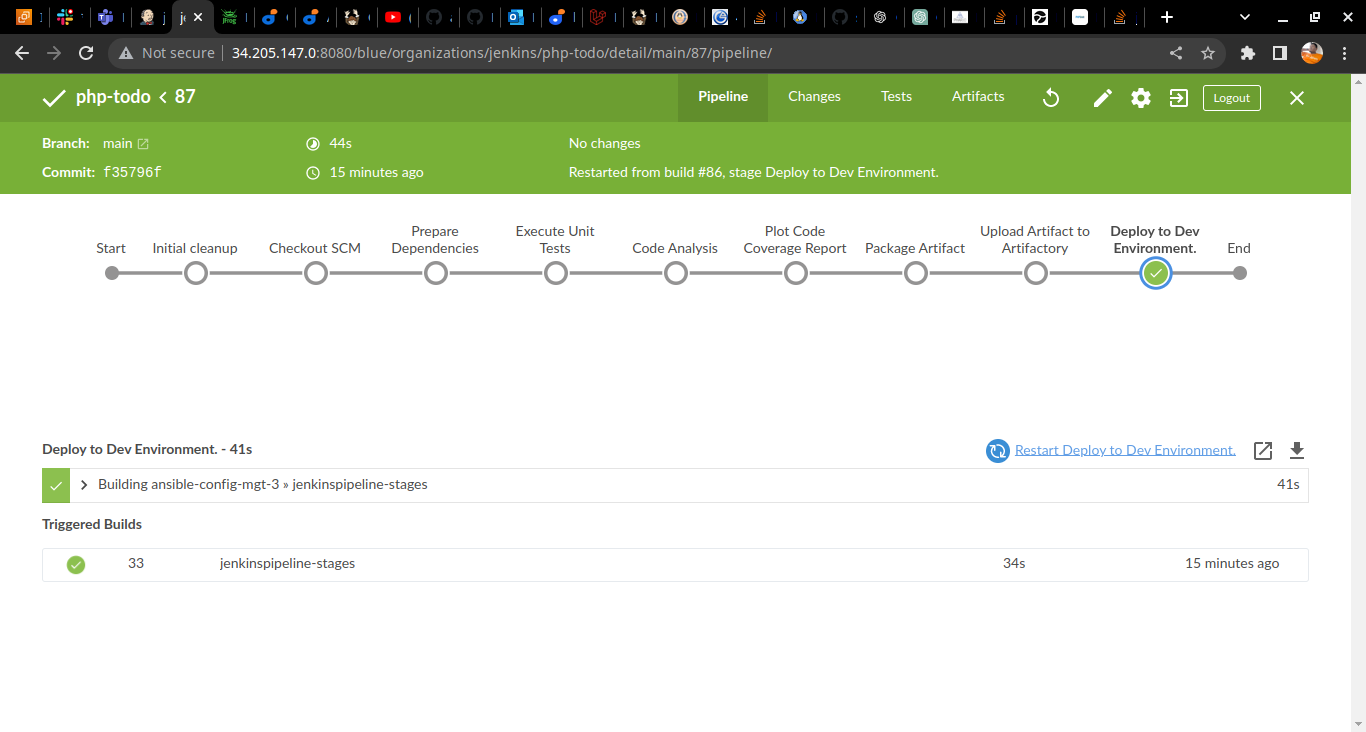 Not secure
34.205.147.0:8080/blue/organizations/jenkins/php-todo/detail/main/87/pipeline/
php-todo < 87
Pipeline Changes Tests Artifacts Logout
Branch: main 44s No changes
Commit: f35796f 15 minutes ago Restarted from build #86, stage Deploy to Dev Environment.
Start
Initial cleanup
Checkout SCM
Prepare
Dependencies
Execute Unit
Tests
Code Analysis
Plot Code
Coverage Report
Package Artifact
Upload Artifact to
Artifactory
Deploy to Dev
Environment.
End
Deploy to Dev Environment. - 41s
Restart Deploy to Dev Environment.
Building ansible-config-mgt-3 » jenkinspipeline-stages 41s
Triggered Builds
33 jenkinspipeline-stages 34s 15 minutes ago